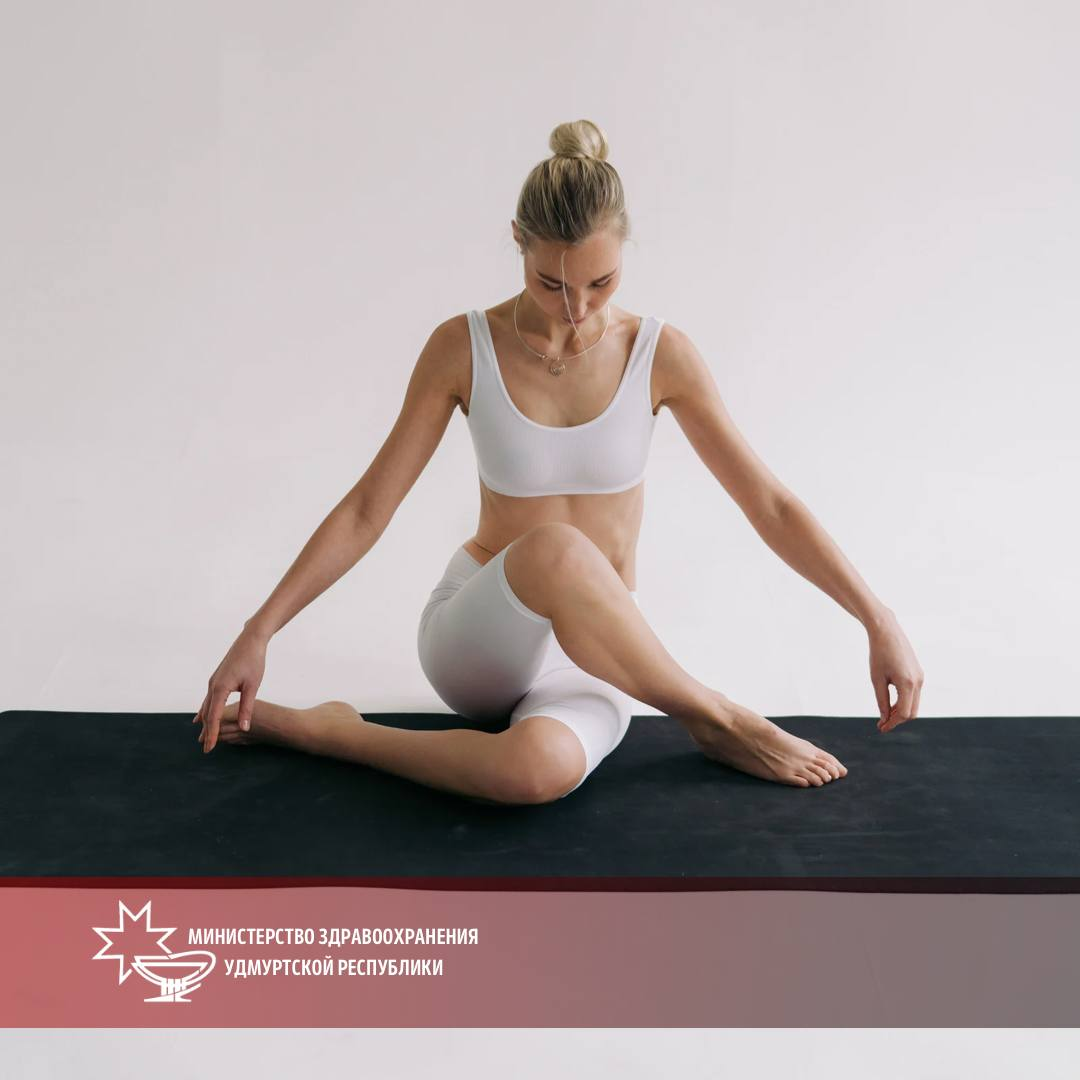 МИНИСТЕРСТВО ЗДРАВООХРАНЕНИЯ
УДМУРТСКОЙ РЕСПУБЛИКИ